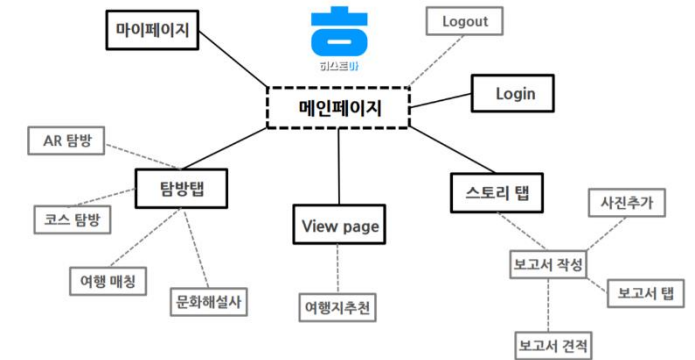 마이페이지
흥
히스트마
Logout
메인페이지
Login
AR 탐방
탐방탭
스토리 탭
사진추가
코스 탐방
View page
보고서 작성
여행 매칭
문화해설사
여행지추천
보고서 탭
보고서 견적